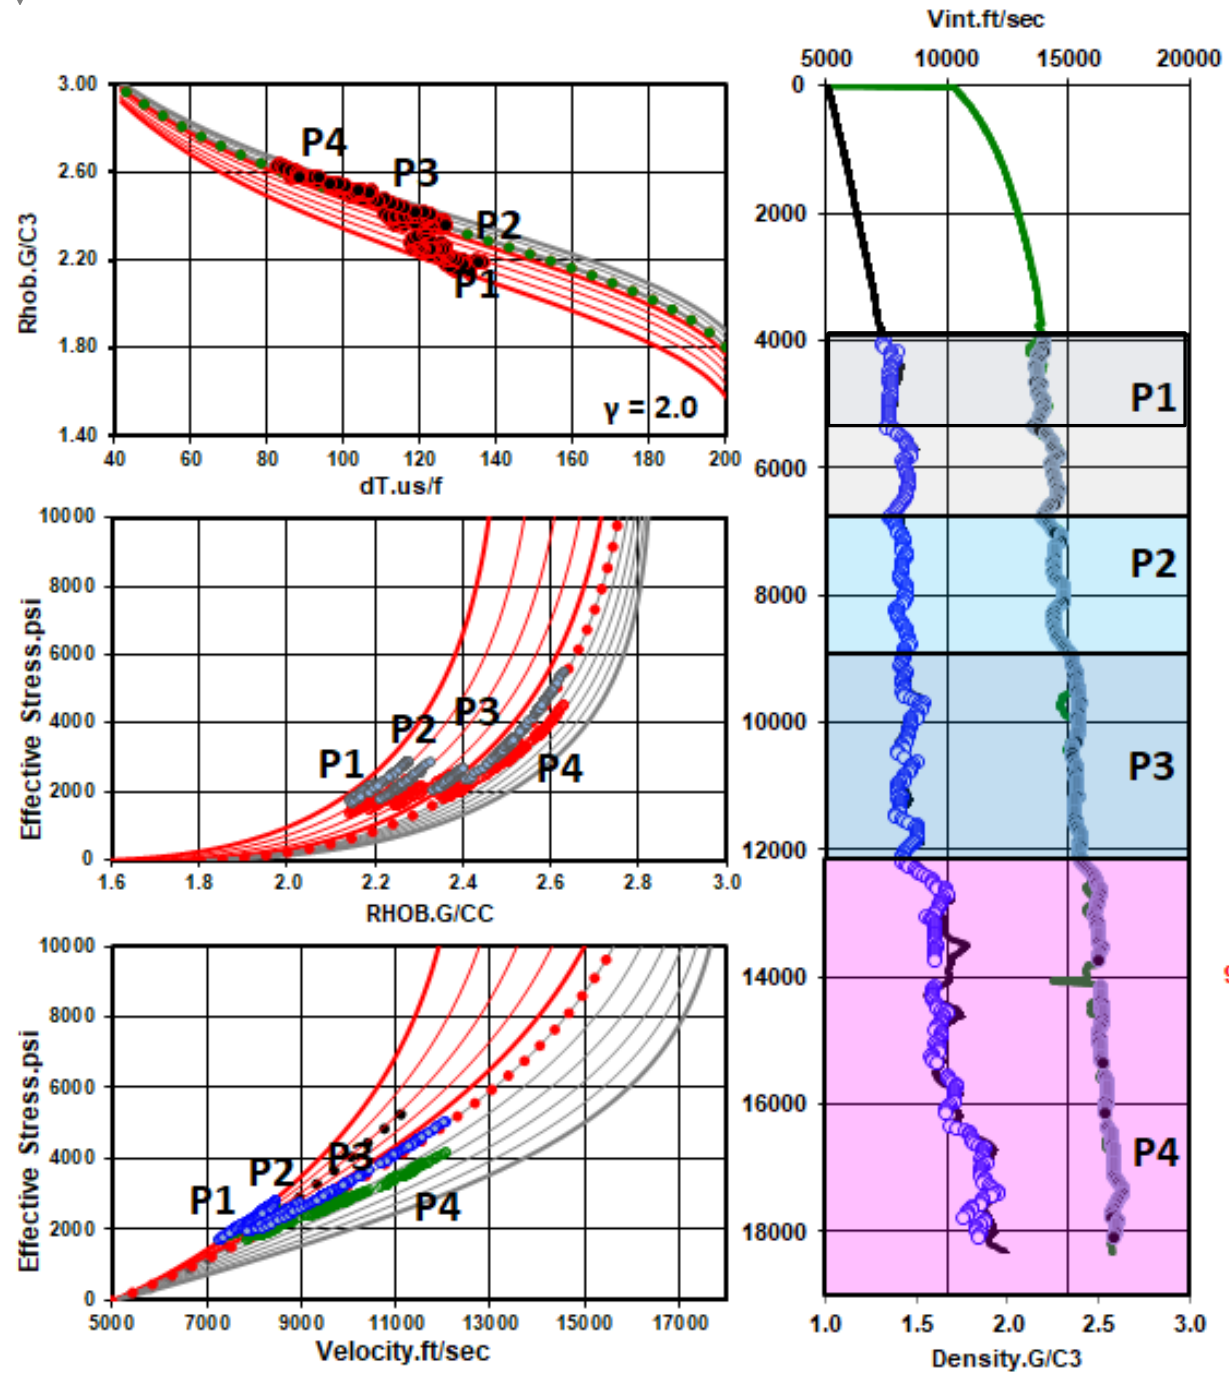 Vint.ft/sec
5000 10000 15000 20000
3.00
2.60
2.20
1.80
1.40
Rhob.G/C3
P4
P3
P2
P1
γ = 2.0
40 60 80 100 120 140 160 180 200
dT.us/f
10000
8000
6000
4000
2000
0
Effective Stress.psi
P1
P2
P3
P4
1.6 1.8 2.0 2.2 2.4 2.6 2.8 3.0
RHOB.G/CC
10000
8000
6000
4000
2000
0
Effective Stress.psi
P1
P2
P3
P4
5000 7000 9000 11000 13000 15000 17000
Velocity.ft/sec
0
2000
4000
6000
8000
10000
12000
14000
16000
18000
P1
P2
P3
P4
1.0 1.5 2.0 2.5 3.0
Density.G/C3